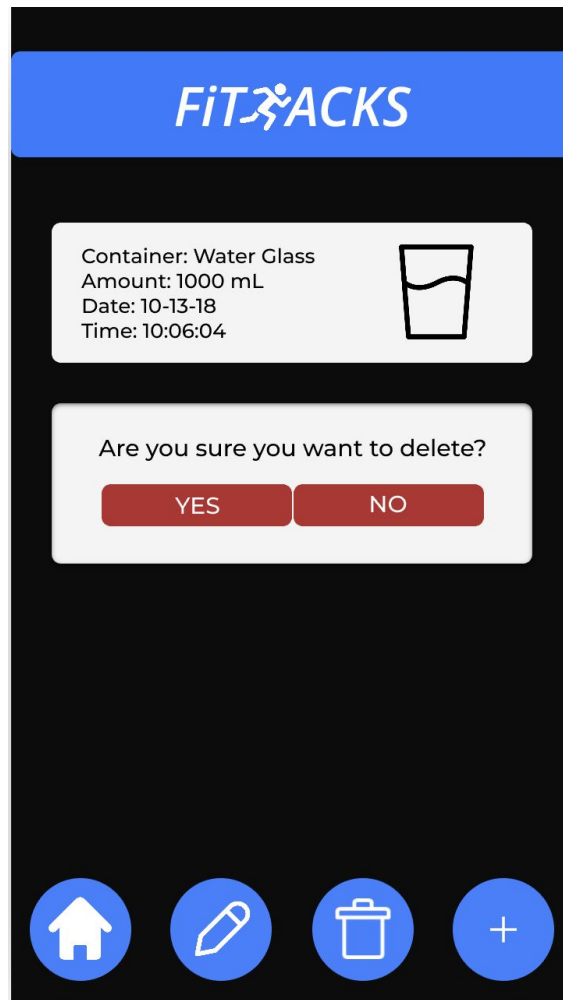 FiTRACKS
Container: Water Glass
Amount: 1000 mL
Date: 10-13-18
Time: 10:06:04
Are you sure you want to delete?
YES NO
+